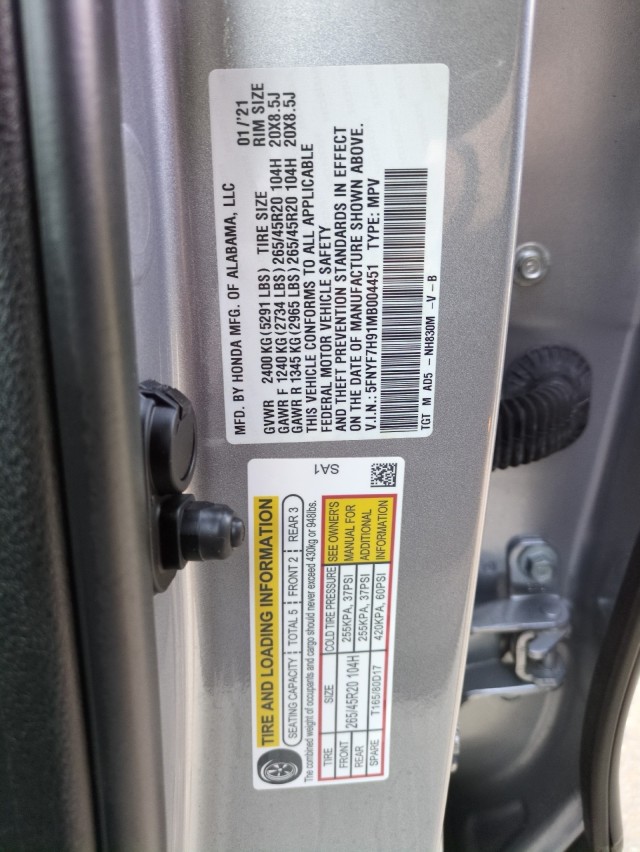 MFD. BY HONDA MFG. OF ALABAMA, LLC 01/'21
GVWR 2400 KG (5291 LBS) TIRE SIZE RIM SIZE
GAWR F 1240 KG (2734 LBS) 265/45R20 104H 20X8.5J
GAWR R 1345 KG (2965 LBS) 265/45R20 104H 20X8.5J
THIS VEHICLE CONFORMS TO ALL APPLICABLE
FEDERAL MOTOR VEHICLE SAFETY
AND THEFT PREVENTION STANDARDS IN EFFECT
ON THE DATE OF MANUFACTURE SHOWN ABOVE.
V.I.N.: 5FNYF7H91MB004451 TYPE: MPV
TGT M AD5 - NH830M -V - B
TIRE AND LOADING INFORMATION
SEATING CAPACITY TOTAL 5 FRONT 2 REAR 3
The combined weight of occupants and cargo should never exceed 430kg or 948lbs.
TIRE SIZE COLD TIRE PRESSURE SEE OWNER'S
FRONT 265/45R20 104H 255KPA, 37PSI MANUAL FOR
REAR 255KPA, 37PSI ADDITIONAL
SPARE T165/80D17 420KPA, 60PSI INFORMATION
SA1